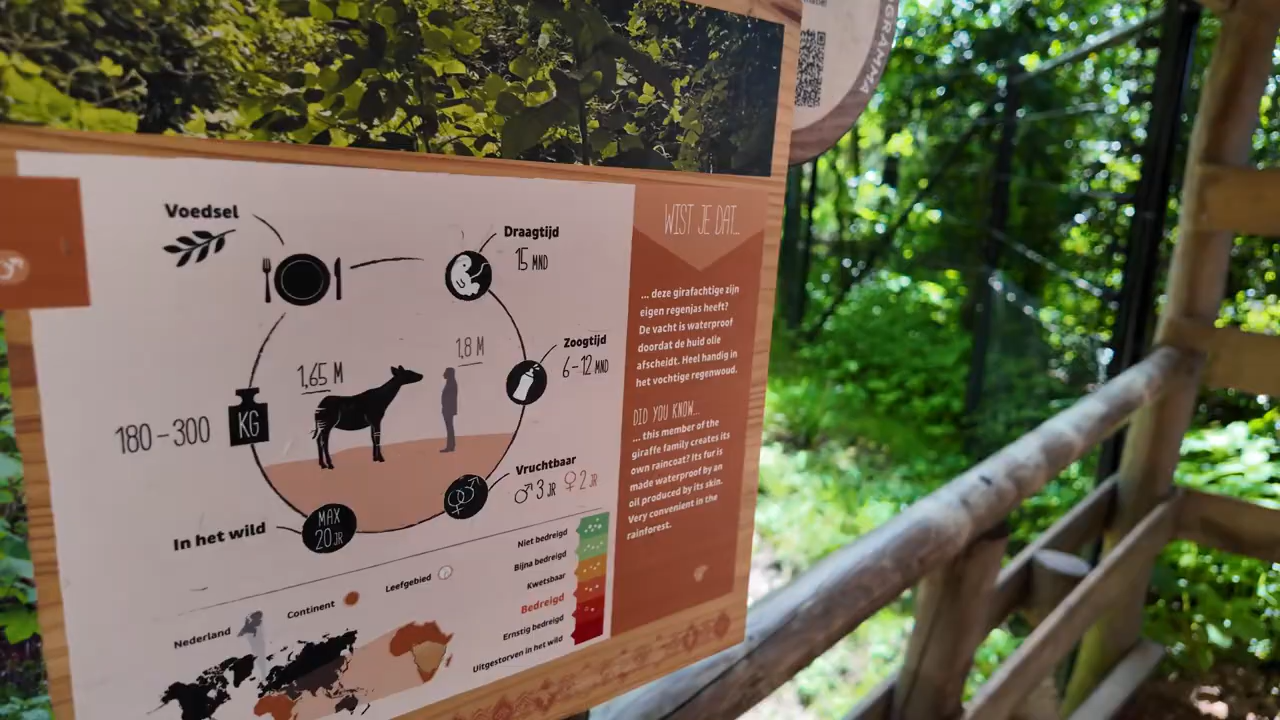 GRAMMA
Voedsel
Draagtijd
15 MND
Zoogtijd
6-12 MND
1,8 M
1,65 M
180-300
KG
Vruchtbaar
♂ 3 JR ♀ 2 JR
In het wild
MAX
20 JR
Niet bedreigd
Bijna bedreigd
Kwetsbaar
Bedreigd
Ernstig bedreigd
Uitgestorven in het wild
Nederland
Continent
Leefgebied
WIST JE DAT...
... deze girafachtige zijn
eigen regenjas heeft?
De vacht is waterproof
doordat de huid olie
afscheidt. Heel handig in
het vochtige regenwoud.
DID YOU KNOW...
... this member of the
giraffe family creates its
own raincoat? Its fur is
made waterproof by an
oil produced by its skin.
Very convenient in the
rainforest.